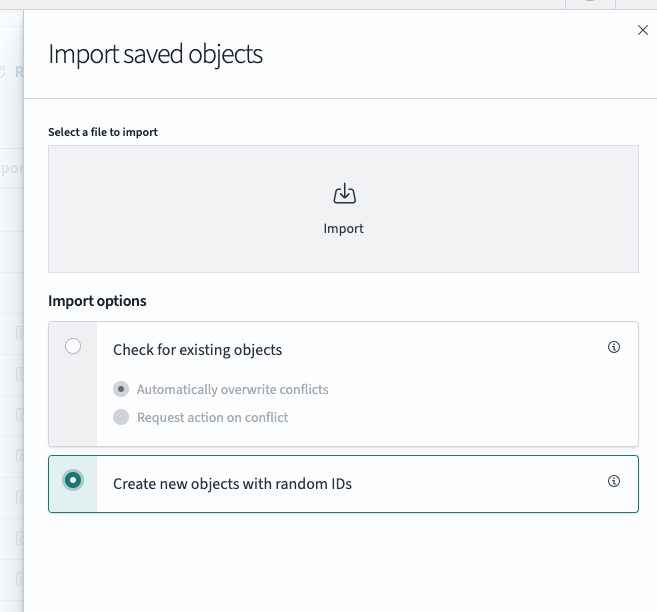 Import saved objects
Select a file to import
Import
Import options
Check for existing objects
Automatically overwrite conflicts
Request action on conflict
Create new objects with random IDs